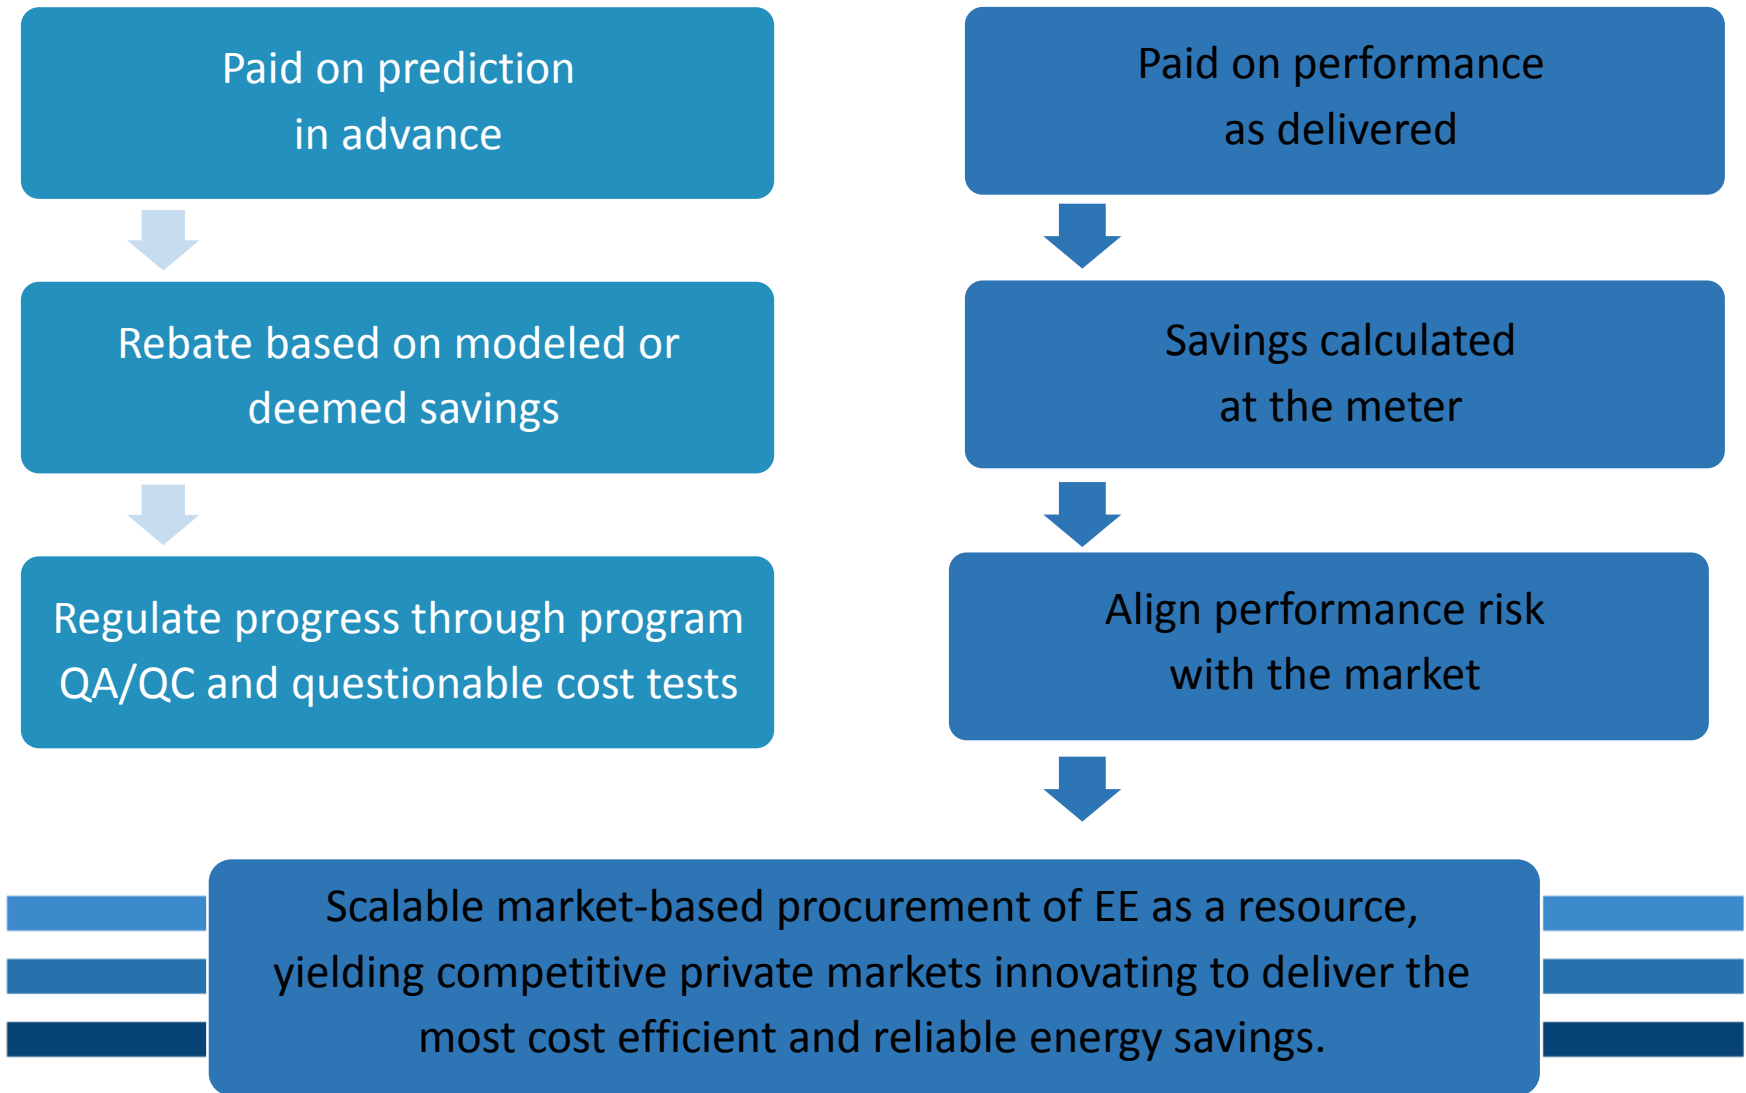 Paid on prediction
in advance
Rebate based on modeled or
deemed savings
Regulate progress through program
QA/QC and questionable cost tests
Paid on performance
as delivered
Savings calculated
at the meter
Align performance risk
with the market
Scalable market-based procurement of EE as a resource,
yielding competitive private markets innovating to deliver the
most cost efficient and reliable energy savings.